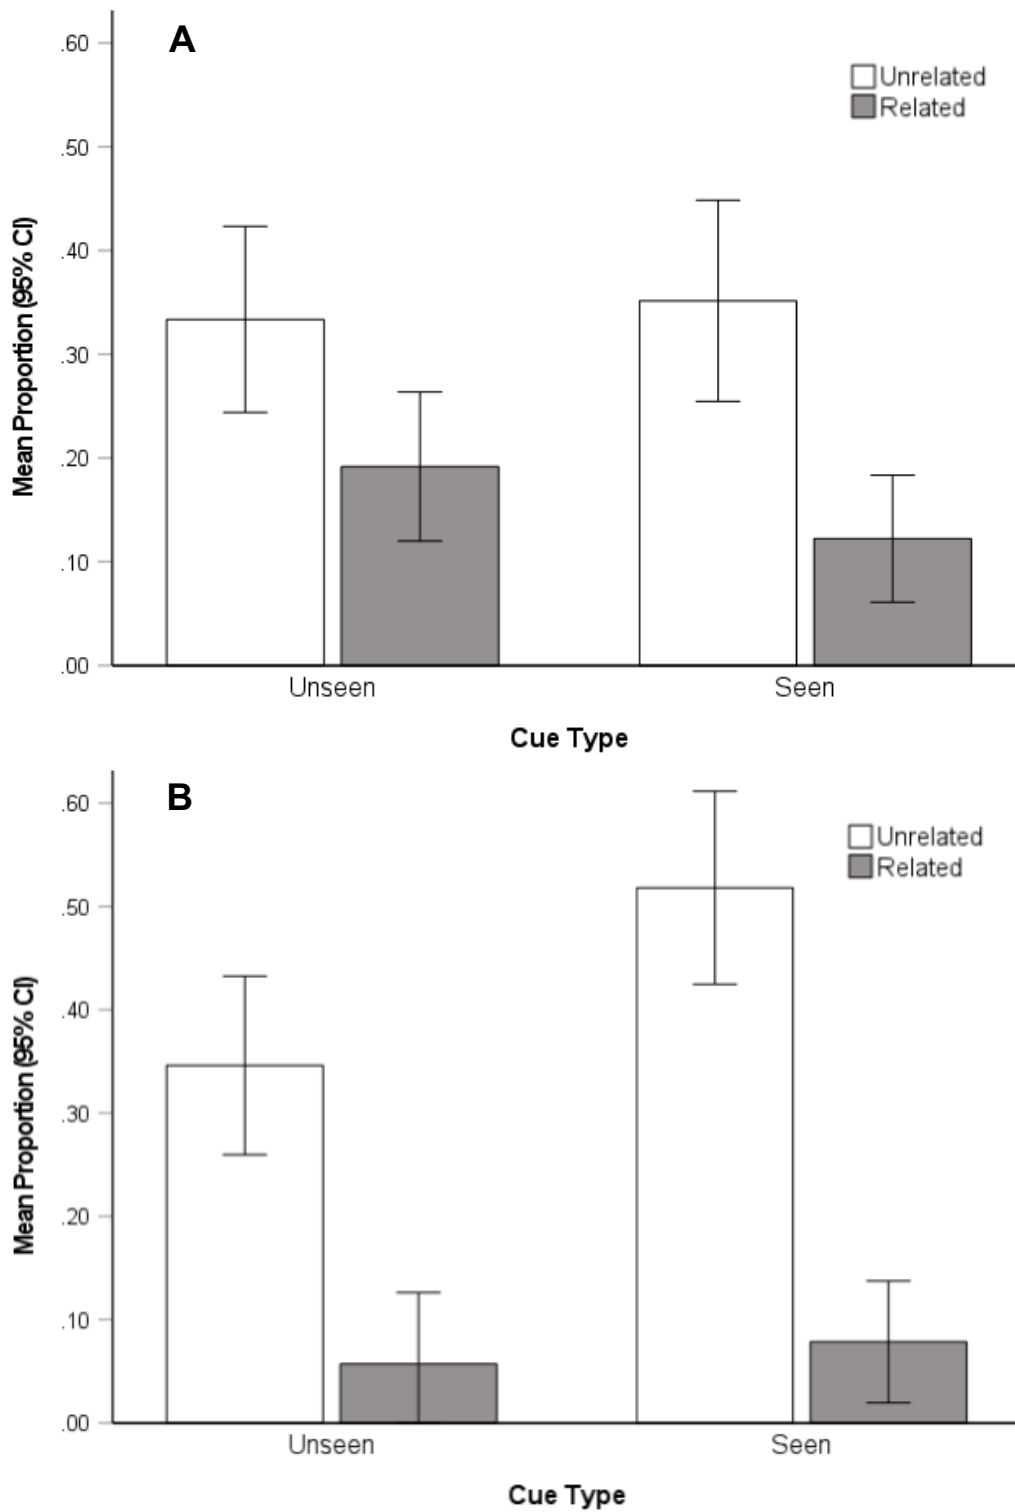 A
.60
Unrelated
Related
.50
.40
.30
.20
.10
.00
Mean Proportion (95% CI)
Unseen Seen
Cue Type
B
.60
Unrelated
Related
.50
.40
.30
.20
.10
.00
Mean Proportion (95% CI)
Unseen Seen
Cue Type